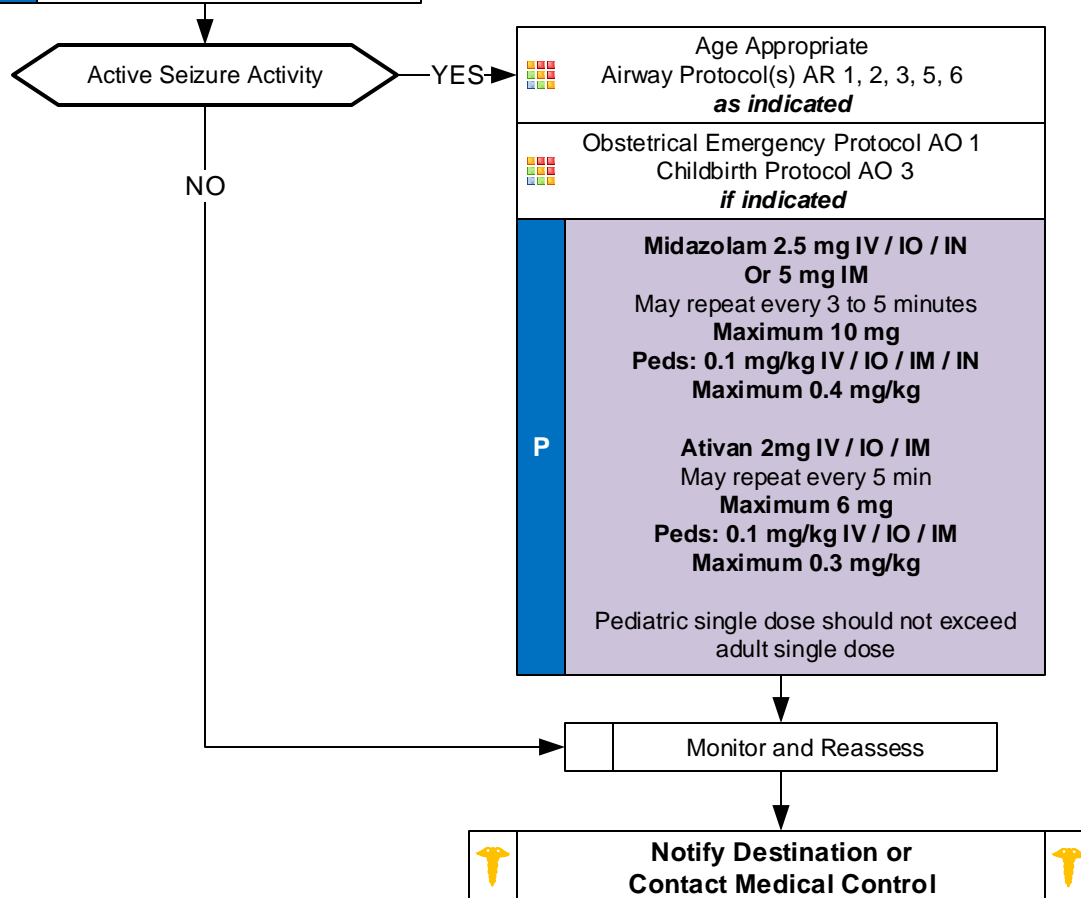 Active Seizure Activity
YES
NO
Age Appropriate
Airway Protocol(s) AR 1, 2, 3, 5, 6
as indicated
Obstetrical Emergency Protocol AO 1
Childbirth Protocol AO 3
if indicated
P
Midazolam 2.5 mg IV / IO / IN
Or 5 mg IM
May repeat every 3 to 5 minutes
Maximum 10 mg
Peds: 0.1 mg/kg IV / IO / IM / IN
Maximum 0.4 mg/kg
Ativan 2mg IV / IO / IM
May repeat every 5 min
Maximum 6 mg
Peds: 0.1 mg/kg IV / IO / IM
Maximum 0.3 mg/kg
Pediatric single dose should not exceed
adult single dose
Monitor and Reassess
Notify Destination or
Contact Medical Control